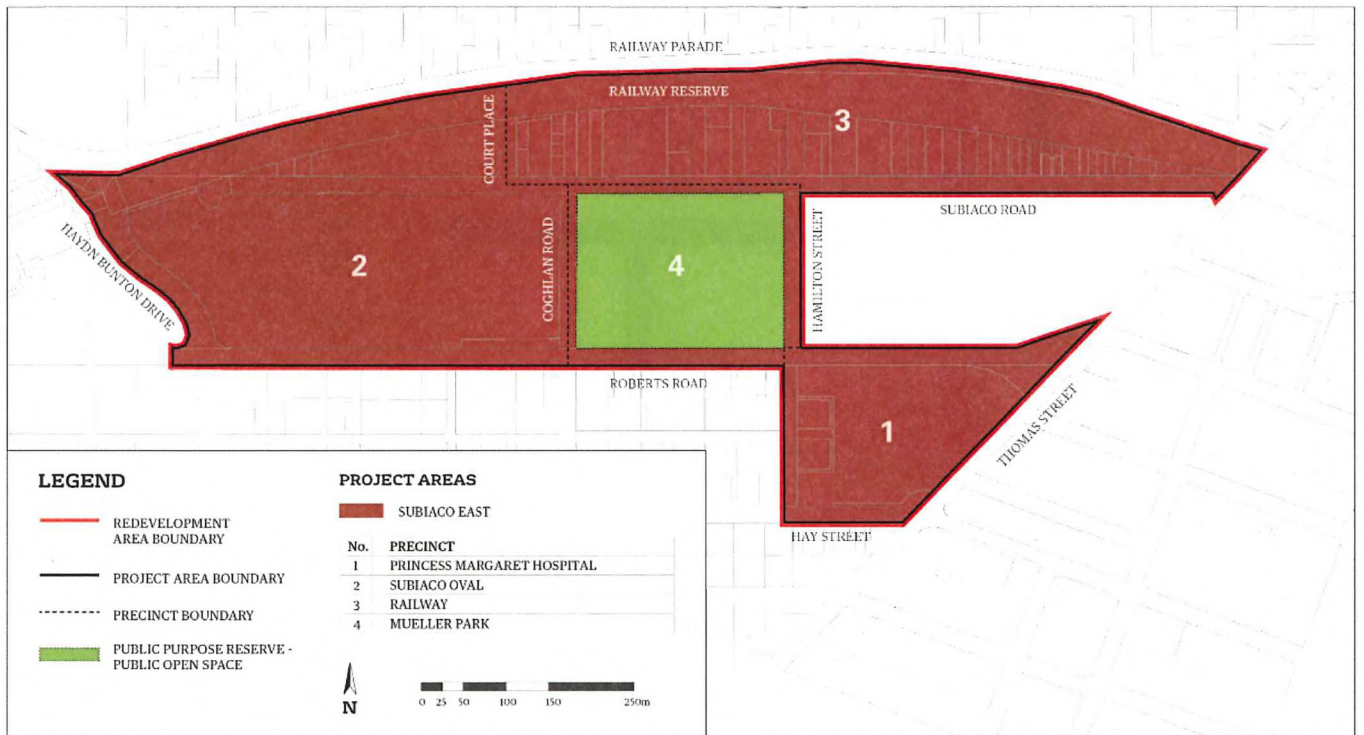 RAILWAY PARADE
RAILWAY RESERVE
3
COURT PLACE
SUBIACO ROAD
HAYDN BUNTON DRIVE
2
COGHLAN ROAD
4
HAMILTON STREET
ROBERTS ROAD
1
THOMAS STREET
HAY STREET
LEGEND
REDEVELOPMENT
AREA BOUNDARY
PROJECT AREA BOUNDARY
PRECINCT BOUNDARY
PUBLIC PURPOSE RESERVE -
PUBLIC OPEN SPACE
PROJECT AREAS
SUBIACO EAST
No. PRECINCT
1 PRINCESS MARGARET HOSPITAL
2 SUBIACO OVAL
3 RAILWAY
4 MUELLER PARK
N
0 25 50 100 150 250m